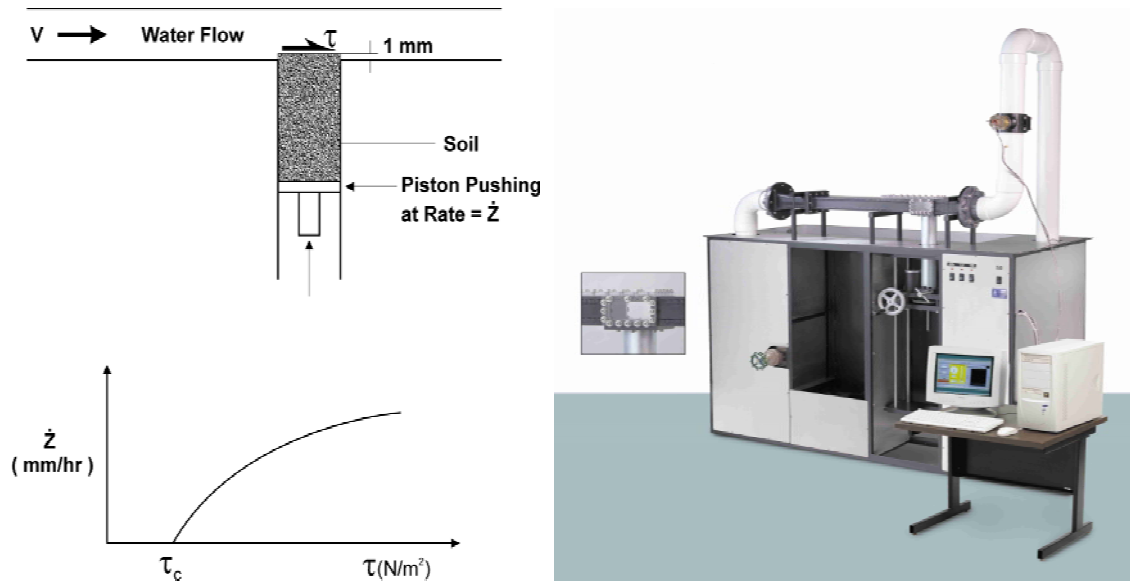 V
Water Flow
τ
1 mm
Soil
Piston Pushing
at Rate = Ż
Ż
( mm/hr )
τc
τ(N/m²)